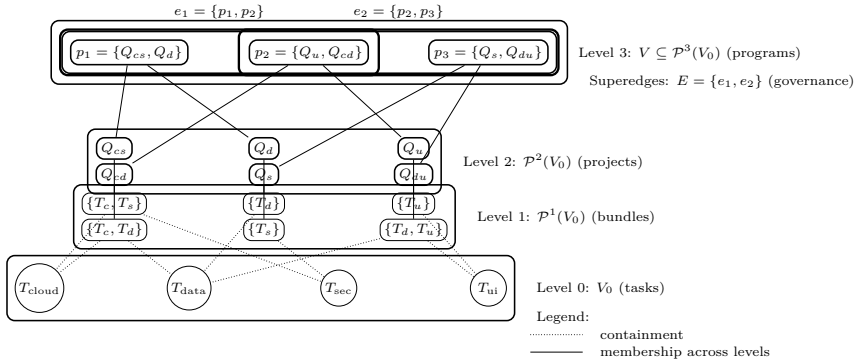 e₁ = {p₁, p₂} e₂ = {p₂, p₃}
p₁ = {Q_cs, Q_d} p₂ = {Q_u, Q_cd} p₃ = {Q_s, Q_du} Level 3: V ⊆ 𝒫³(V₀) (programs)
Superedges: E = {e₁, e₂} (governance)
Q_cs Q_d Q_u
Level 2: 𝒫²(V₀) (projects)
Q_cd Q_s Q_du
{T_c, T_s} {T_d} {T_u}
Level 1: 𝒫¹(V₀) (bundles)
{T_c, T_d} {T_s} {T_d, T_u}
T_cloud T_data T_sec T_ui Level 0: V₀ (tasks)
Legend:
containment
membership across levels